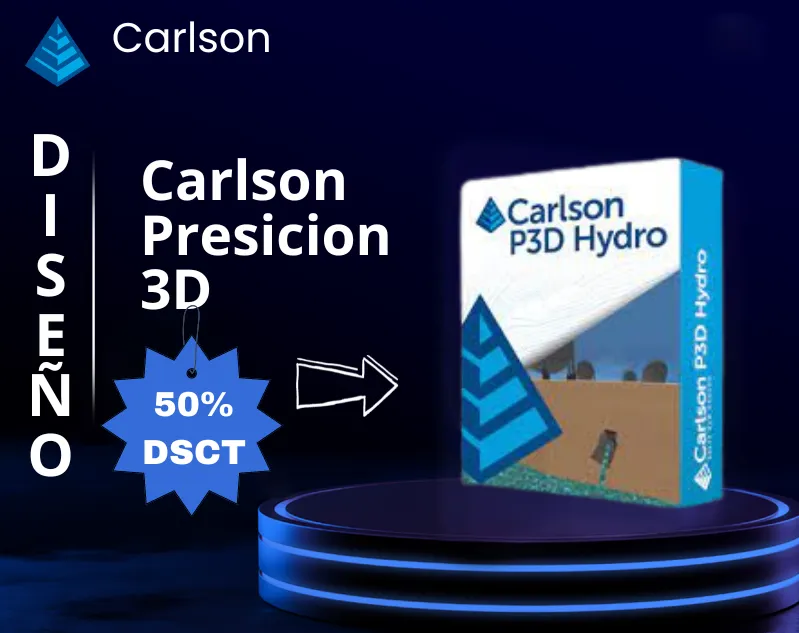 Carlson
DISEÑO
Carlson
Presicion
3D
50%
DSCT
Carlson
P3D Hydro
Carlson P3D Hydro